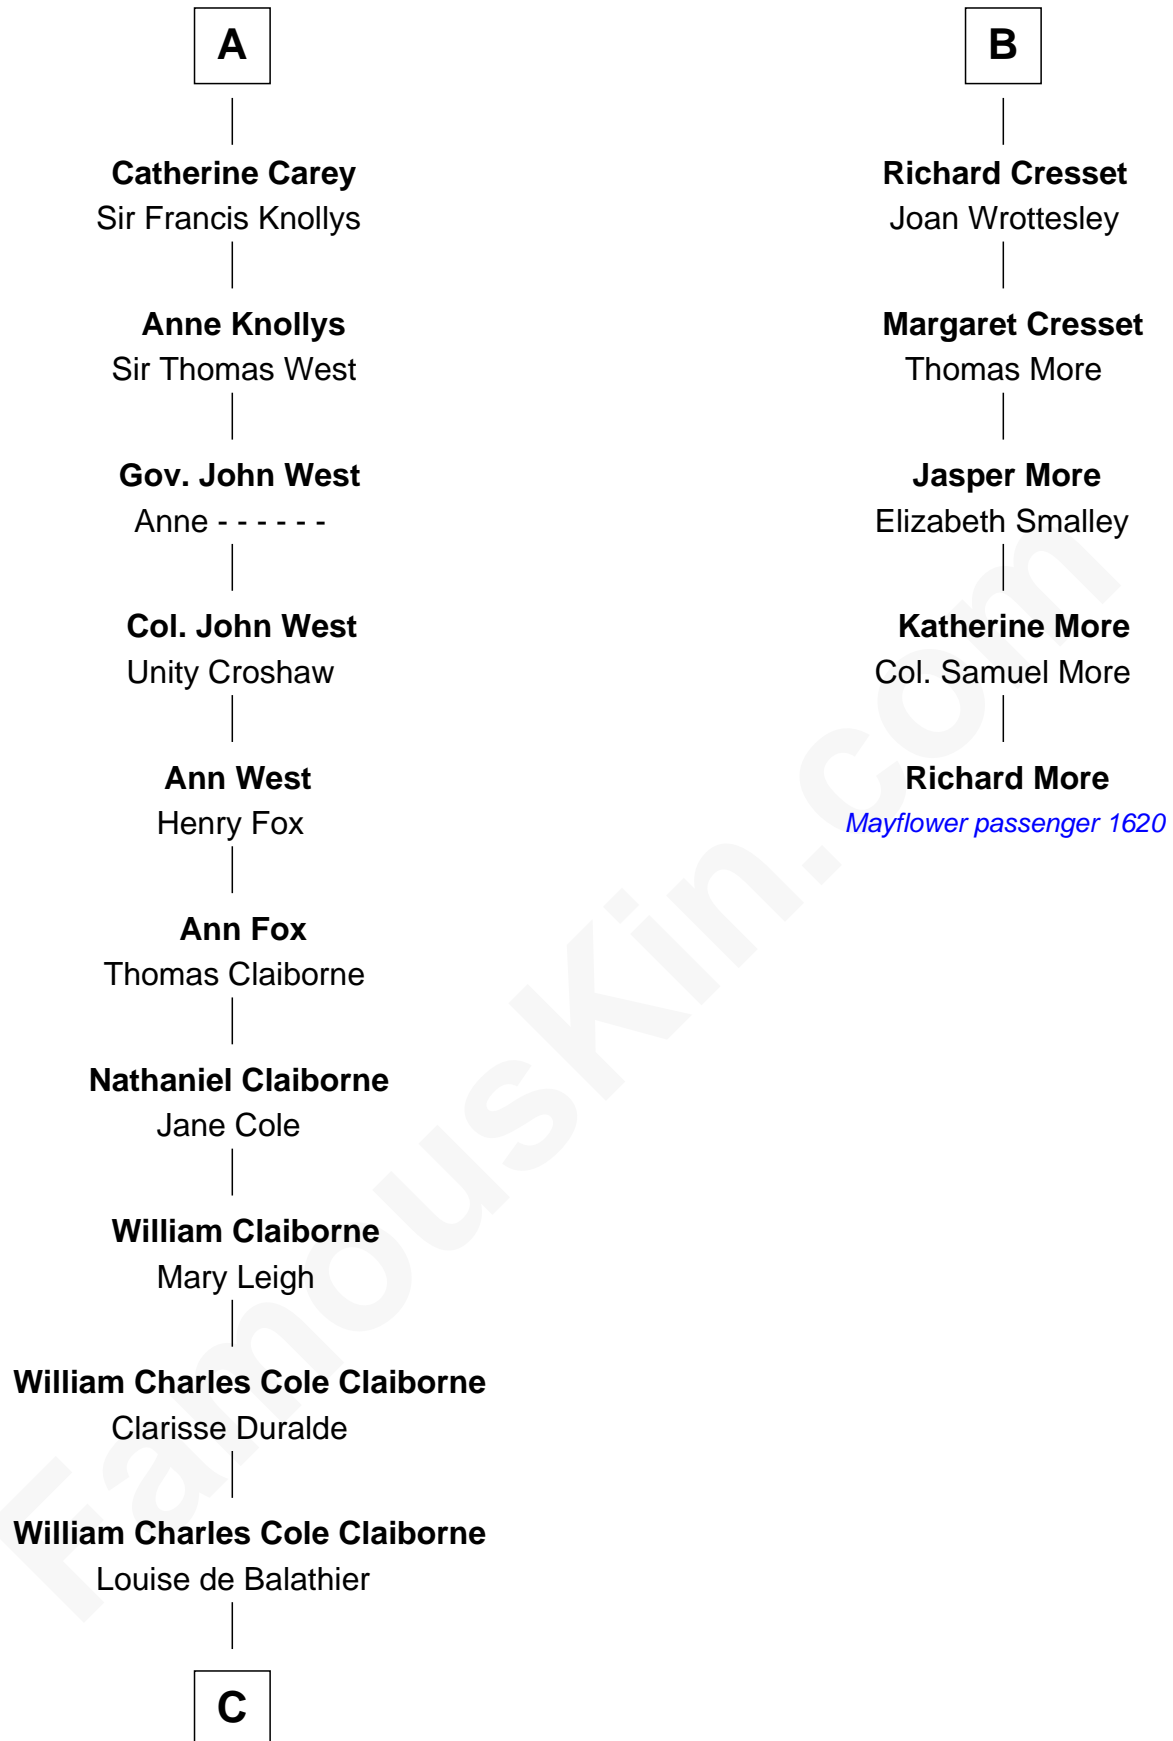 A
Catherine Carey
Sir Francis Knollys
Anne Knollys
Sir Thomas West
Gov. John West
Anne - - - - - -
Col. John West
Unity Croshaw
Ann West
Henry Fox
Ann Fox
Thomas Claiborne
Nathaniel Claiborne
Jane Cole
William Claiborne
Mary Leigh
William Charles Cole Claiborne
Clarisse Duralde
William Charles Cole Claiborne
Louise de Balathier
C
B
Richard Cresset
Joan Wrottesley
Margaret Cresset
Thomas More
Jasper More
Elizabeth Smalley
Katherine More
Col. Samuel More
Richard More
Mayflower passenger 1620
FamousKin.com